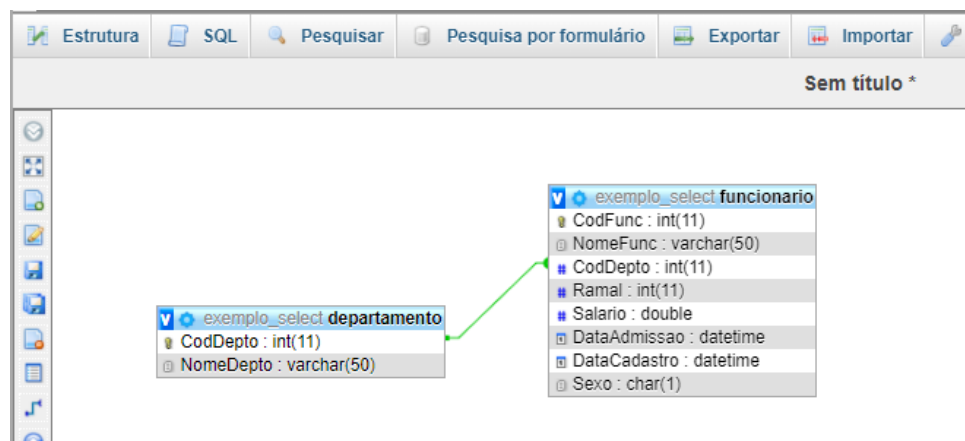 Estrutura SQL Pesquisar Pesquisa por formulário Exportar Importar
Sem título *
exemplo_select funcionario
CodFunc : int(11)
NomeFunc : varchar(50)
CodDepto : int(11)
Ramal : int(11)
Salario : double
DataAdmissao : datetime
DataCadastro : datetime
Sexo : char(1)
exemplo_select departamento
CodDepto : int(11)
NomeDepto : varchar(50)